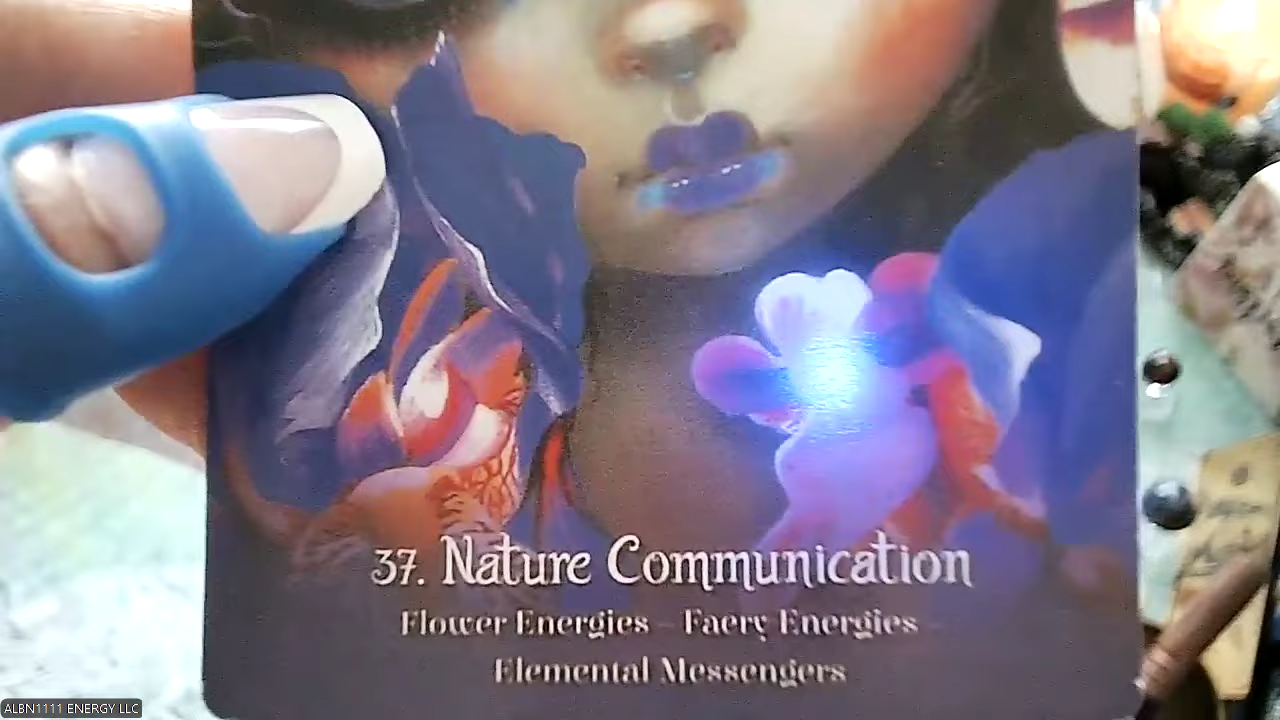 37. Nature Communication
Flower Energies - Faery Energies -
Elemental Messengers
ALBN1111 ENERGY LLC